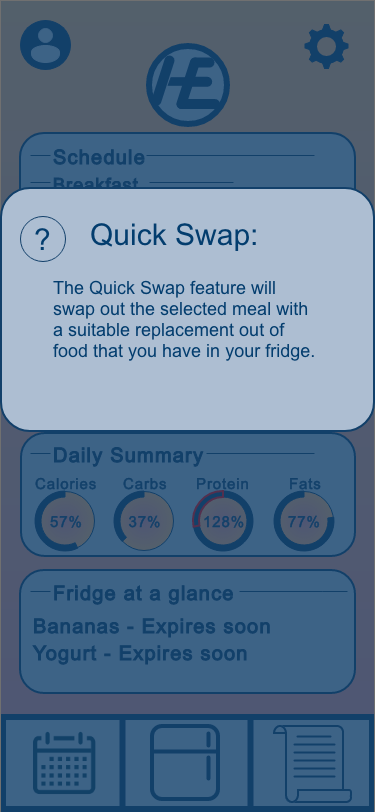 HE
Schedule
Breakfast
? Quick Swap:
The Quick Swap feature will
swap out the selected meal with
a suitable replacement out of
food that you have in your fridge.
Daily Summary
Calories Carbs Protein Fats
57% 37% 128% 77%
Fridge at a glance
Bananas - Expires soon
Yogurt - Expires soon